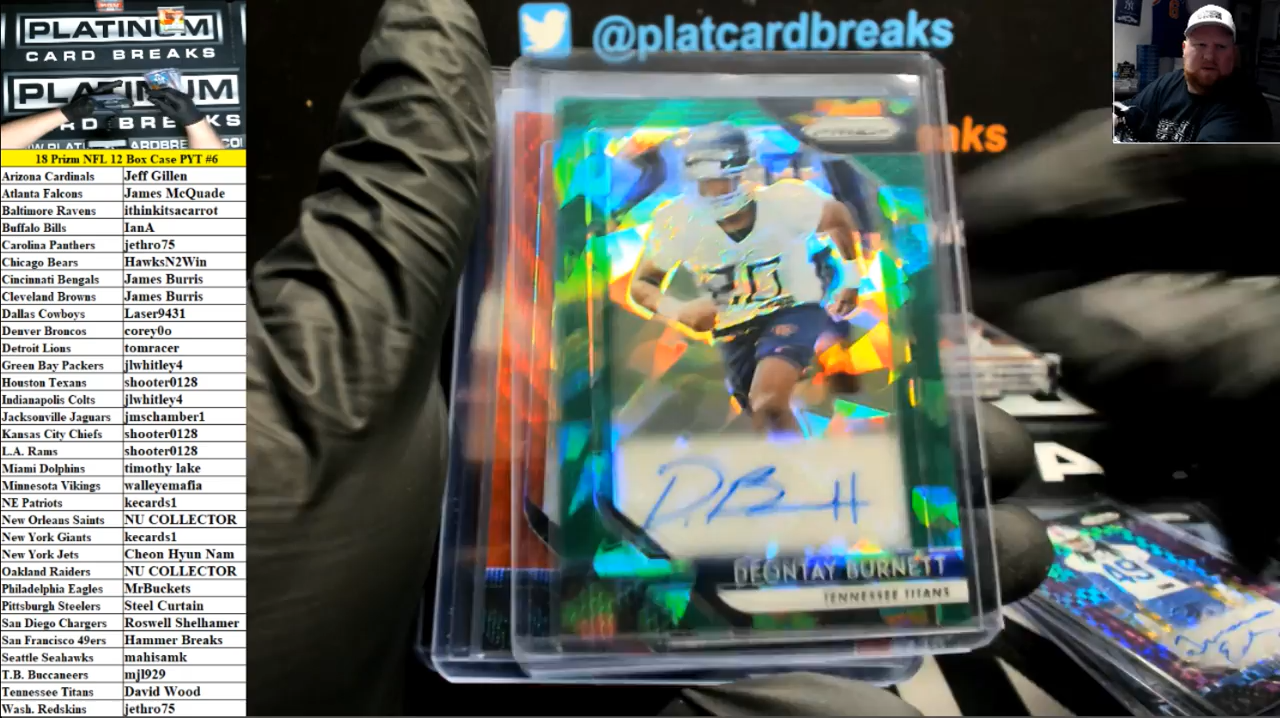 PLATINUM
CARD BREAKS
PLATINUM
RD BREAKS
18 Prizm NFL 12 Box Case PYT #6
Arizona Cardinals Jeff Gillen
Atlanta Falcons James McQuade
Baltimore Ravens ithinkitsacarrot
Buffalo Bills IanA
Carolina Panthers jethro75
Chicago Bears HawksN2Win
Cincinnati Bengals James Burris
Cleveland Browns James Burris
Dallas Cowboys Laser9431
Denver Broncos corey0o
Detroit Lions tomracer
Green Bay Packers jlwhitley4
Houston Texans shooter0128
Indianapolis Colts jlwhitley4
Jacksonville Jaguars jmschamber1
Kansas City Chiefs shooter0128
L.A. Rams shooter0128
Miami Dolphins timothy lake
Minnesota Vikings walleyemafia
NE Patriots kecards1
New Orleans Saints NU COLLECTOR
New York Giants kecards1
New York Jets Cheon Hyun Nam
Oakland Raiders NU COLLECTOR
Philadelphia Eagles MrBuckets
Pittsburgh Steelers Steel Curtain
San Diego Chargers Roswell Shelhamer
San Francisco 49ers Hammer Breaks
Seattle Seahawks mahisamk
T.B. Buccaneers mjl929
Tennessee Titans David Wood
Wash. Redskins jethro75
@platcardbreaks
eaks
PRIZM
DEONTAY BURNETT
TENNESSEE TITANS
49